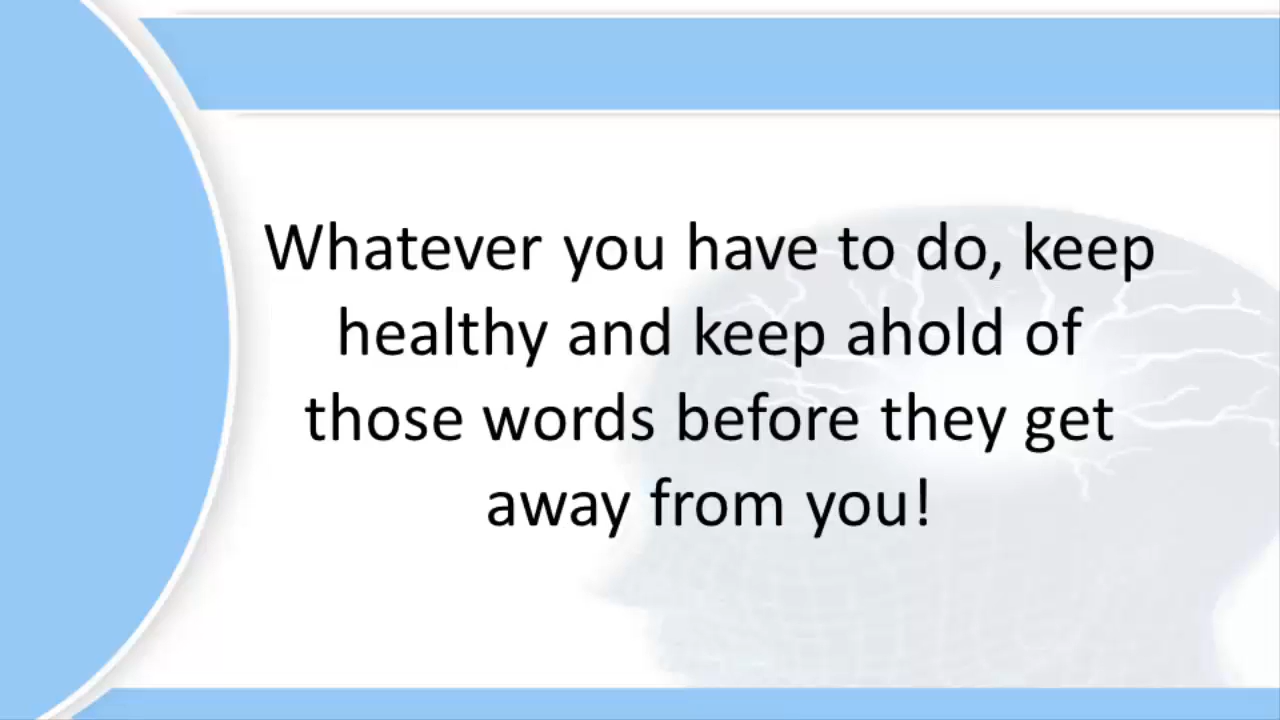 Whatever you have to do, keep
healthy and keep ahold of
those words before they get
away from you!